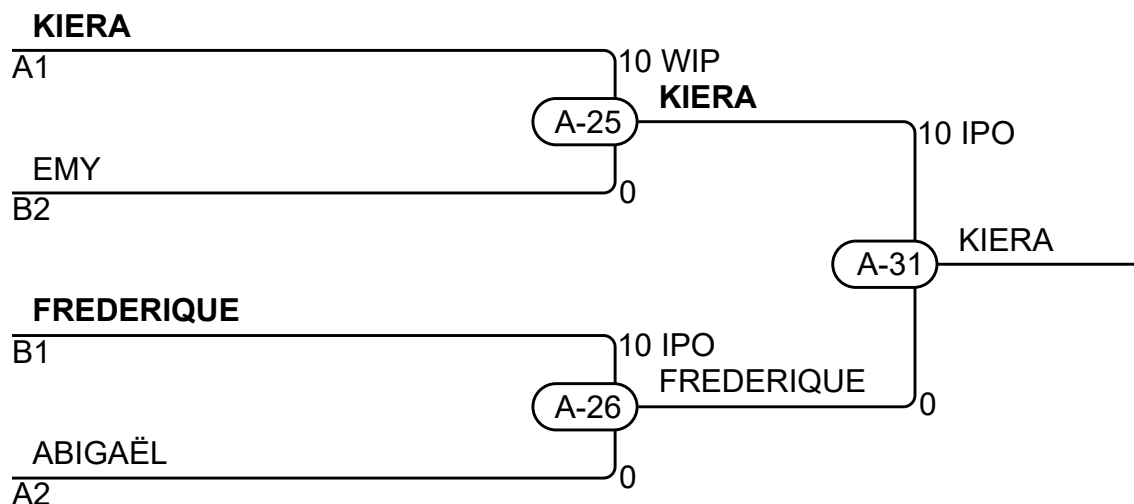 KIERA
A1
10 WIP
KIERA
A-25
10 IPO
EMY
B2
0
KIERA
A-31
FREDERIQUE
B1
10 IPO
FREDERIQUE
A-26
0
ABIGAËL
A2
0